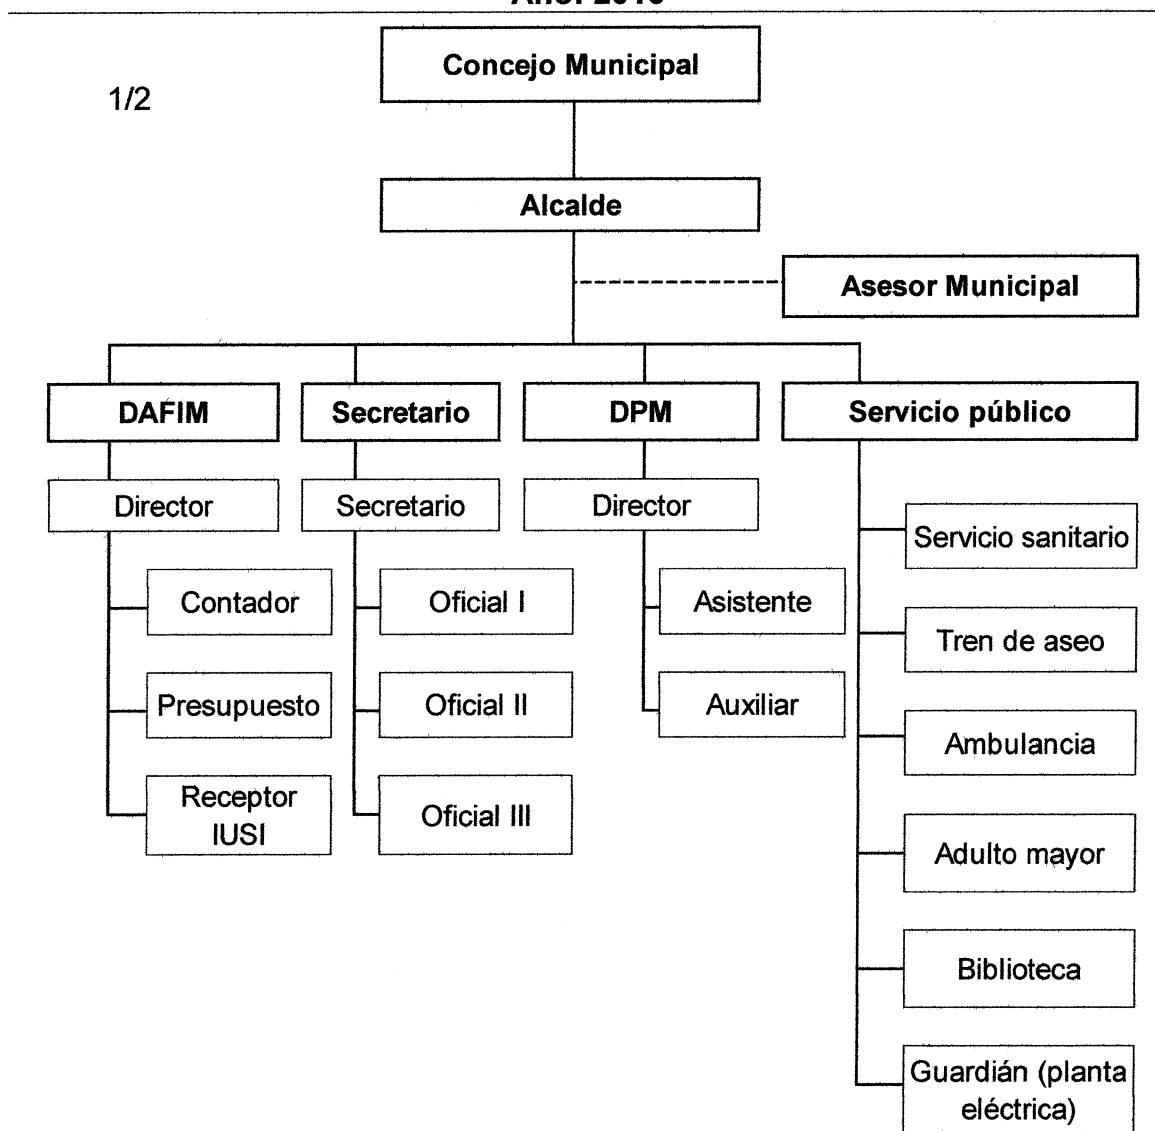 1/2
Concejo Municipal
Alcalde
Asesor Municipal
DAFIM
Secretario
DPM
Servicio público
Director
Secretario
Director
Servicio sanitario
Contador
Oficial I
Asistente
Tren de aseo
Presupuesto
Oficial II
Auxiliar
Ambulancia
Receptor
IUSI
Oficial III
Adulto mayor
Biblioteca
Guardián (planta
eléctrica)